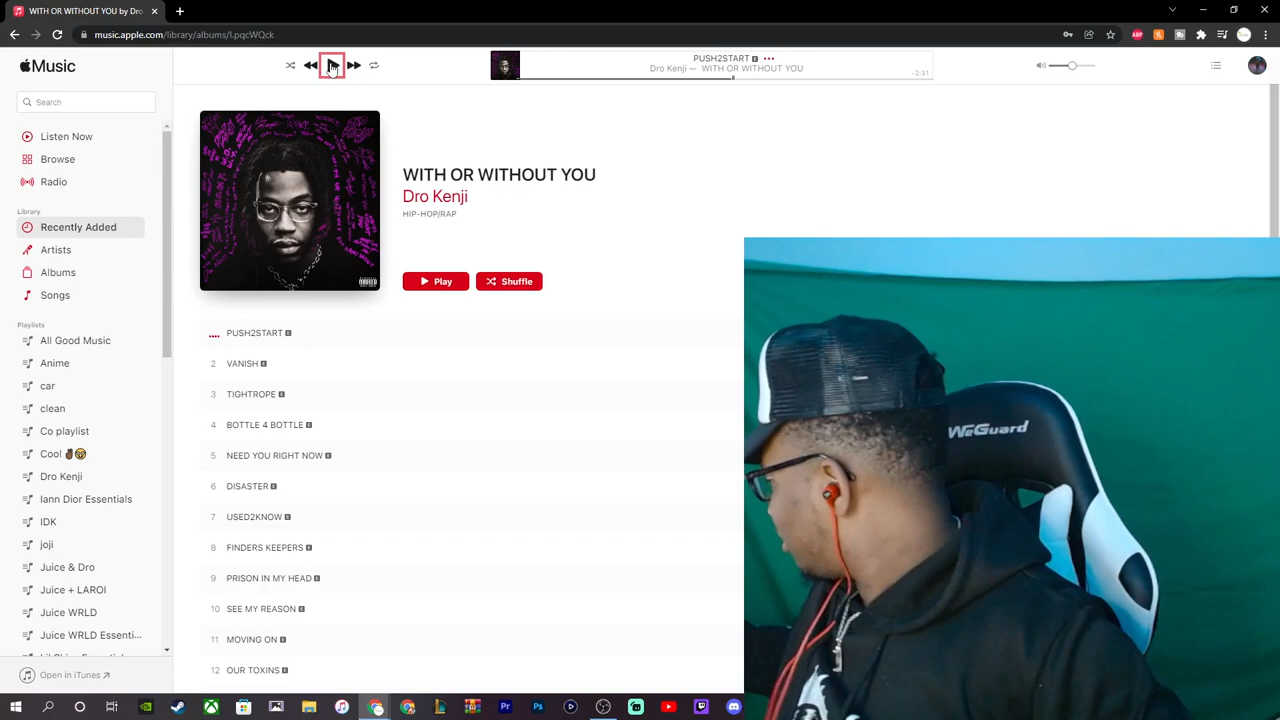 WITH OR WITHOUT YOU by Dro
music.apple.com/library/albums/l.pqcWQck
Music
PUSH2START E
Dro Kenji — WITH OR WITHOUT YOU
-2:31
Search
Listen Now
Browse
Radio
Library
Recently Added
Artists
Albums
Songs
Playlists
All Good Music
Anime
car
clean
Co playlist
Cool
Dro Kenji
Iann Dior Essentials
IDK
joji
Juice & Dro
Juice + LAROI
Juice WRLD
Juice WRLD Essenti...
Open in iTunes
WITH OR WITHOUT YOU
Dro Kenji
HIP-HOP/RAP
Play
Shuffle
PUSH2START E
2 VANISH E
3 TIGHTROPE E
4 BOTTLE 4 BOTTLE E
5 NEED YOU RIGHT NOW E
6 DISASTER E
7 USED2KNOW E
8 FINDERS KEEPERS E
9 PRISON IN MY HEAD E
10 SEE MY REASON E
11 MOVING ON E
12 OUR TOXINS E
WeGuard
ABP
Pr
Ps